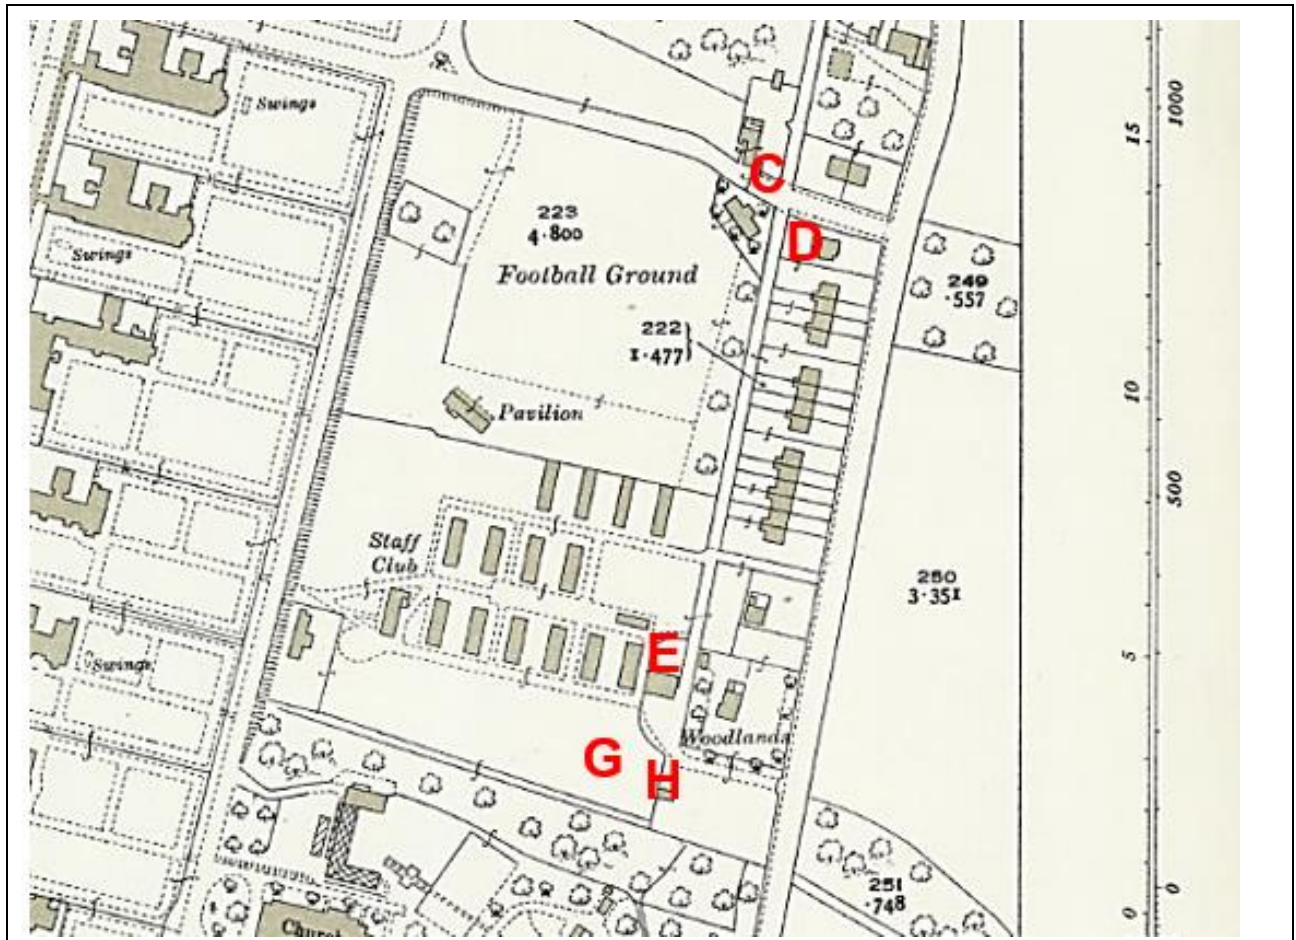 Swings
15
1000
C
223
4·800
D
Swings
Football Ground
249
·557
222
1·477
10
Pavilion
500
Staff
Club
250
3·351
Swings
E
5
Woodlands
G
H
251
·748
0
0
Church